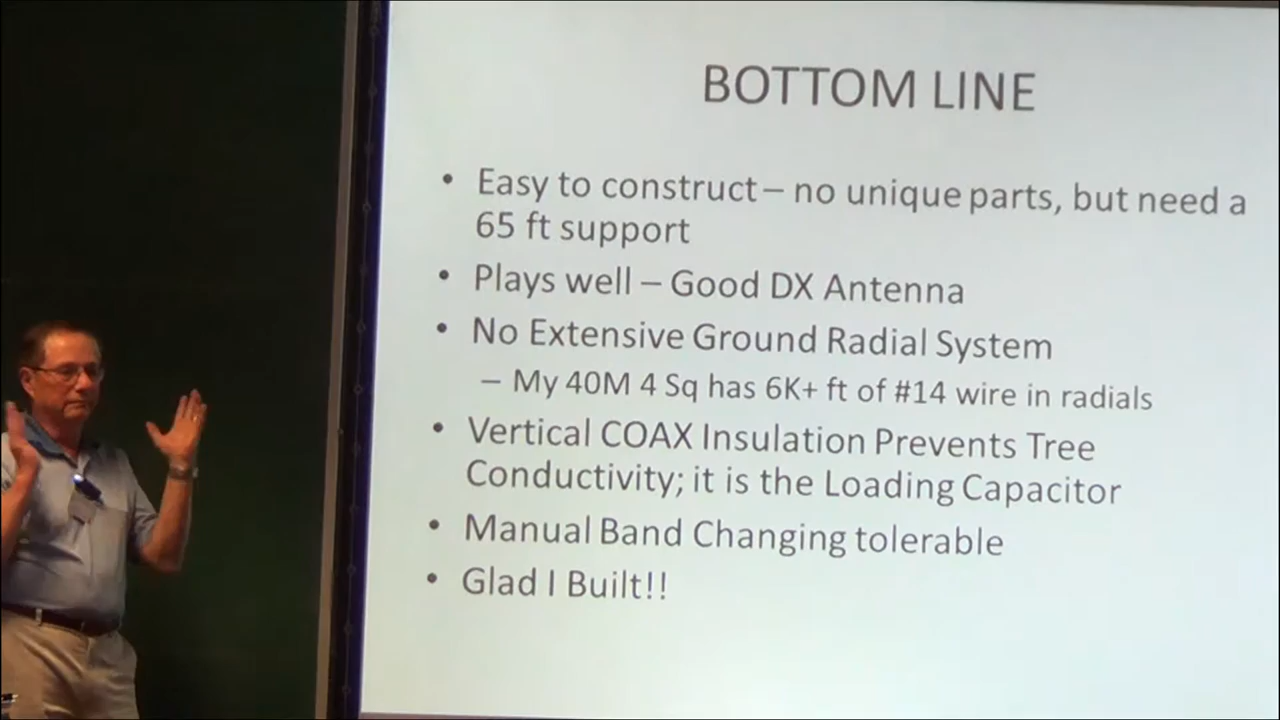 BOTTOM LINE
• Easy to construct – no unique parts, but need a
65 ft support
• Plays well – Good DX Antenna
• No Extensive Ground Radial System
– My 40M 4 Sq has 6K+ ft of #14 wire in radials
• Vertical COAX Insulation Prevents Tree
Conductivity; it is the Loading Capacitor
• Manual Band Changing tolerable
• Glad I Built!!